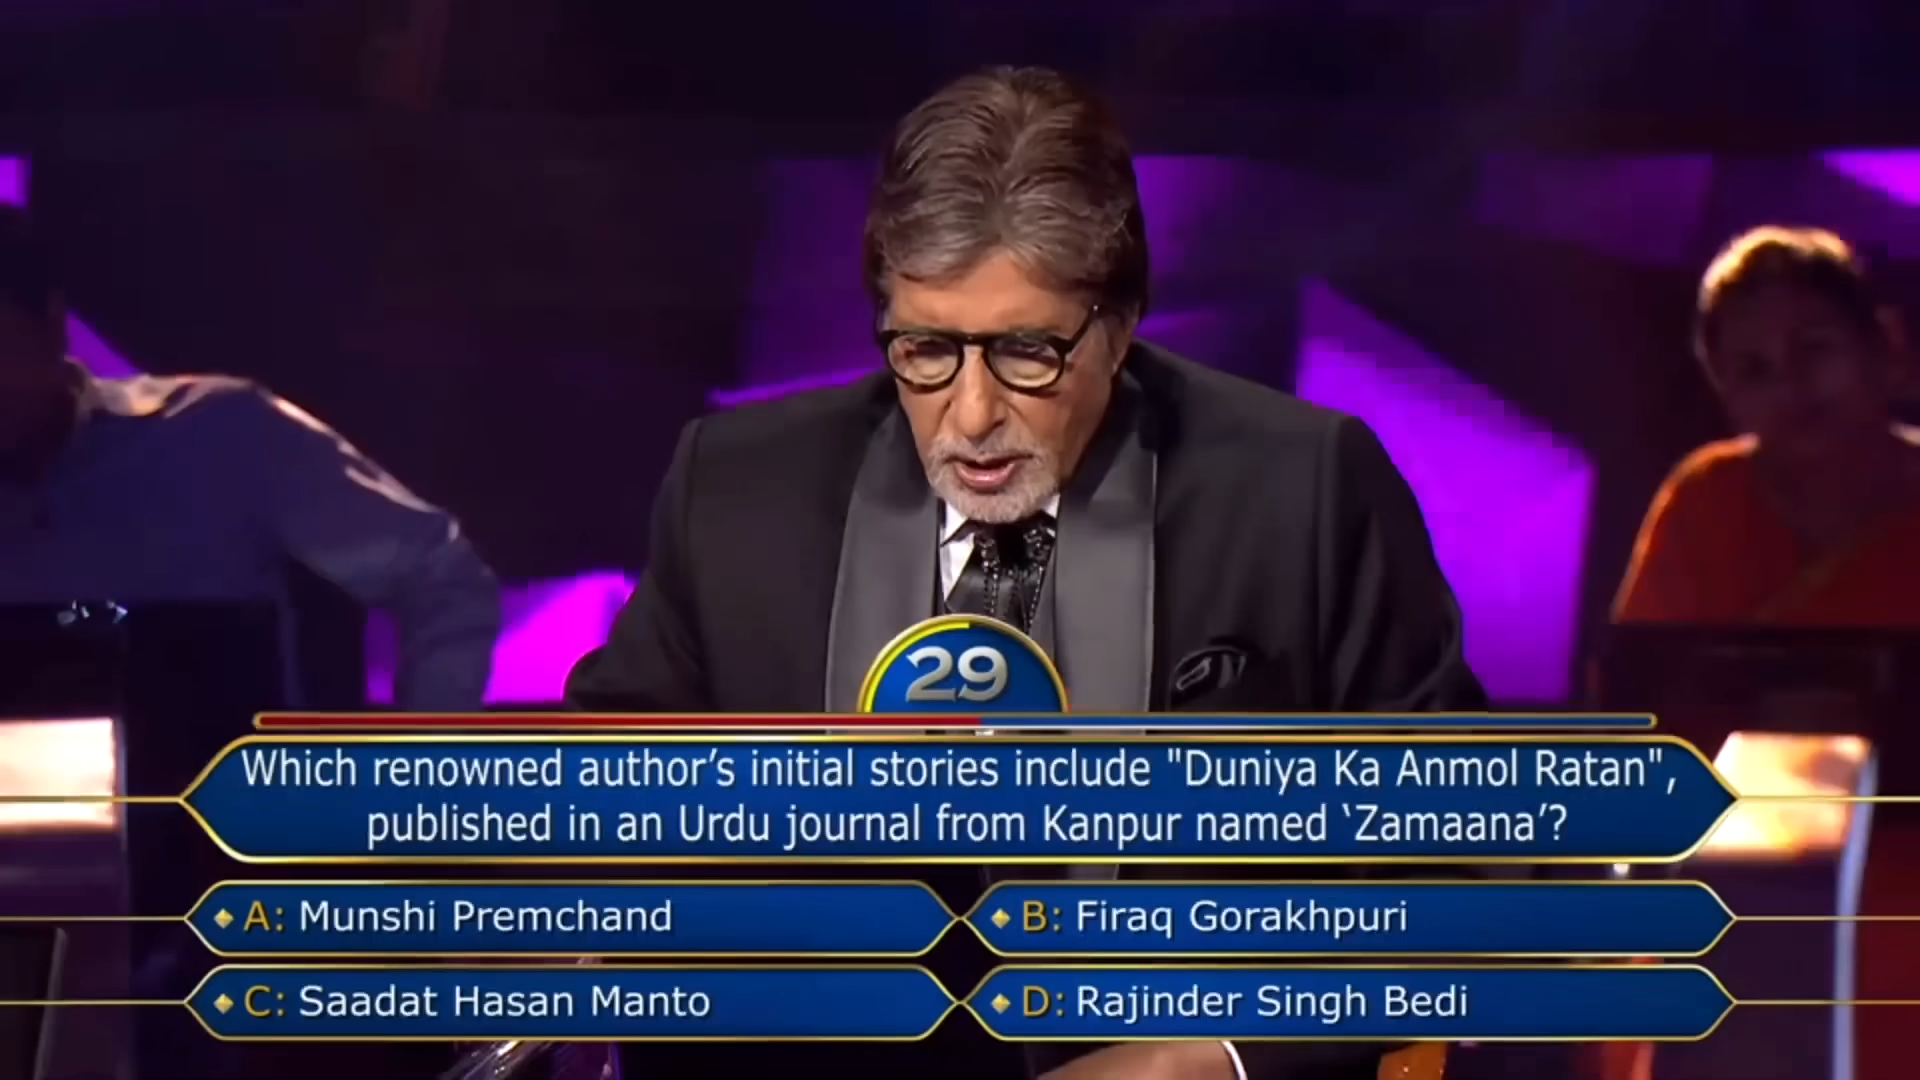 29
Which renowned author’s initial stories include "Duniya Ka Anmol Ratan",
published in an Urdu journal from Kanpur named ‘Zamaana’?
A: Munshi Premchand
B: Firaq Gorakhpuri
C: Saadat Hasan Manto
D: Rajinder Singh Bedi